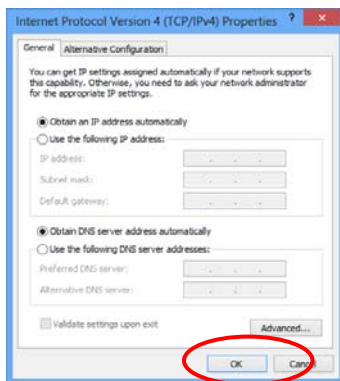 Internet Protocol Version 4 (TCP/IPv4) Properties ? ×
General Alternative Configuration
You can get IP settings assigned automatically if your network supports
this capability. Otherwise, you need to ask your network administrator
for the appropriate IP settings.
Obtain an IP address automatically
Use the following IP address:
IP address:
Subnet mask:
Default gateway:
Obtain DNS server address automatically
Use the following DNS server addresses:
Preferred DNS server:
Alternative DNS server:
Validate settings upon exit Advanced...
OK Cancel